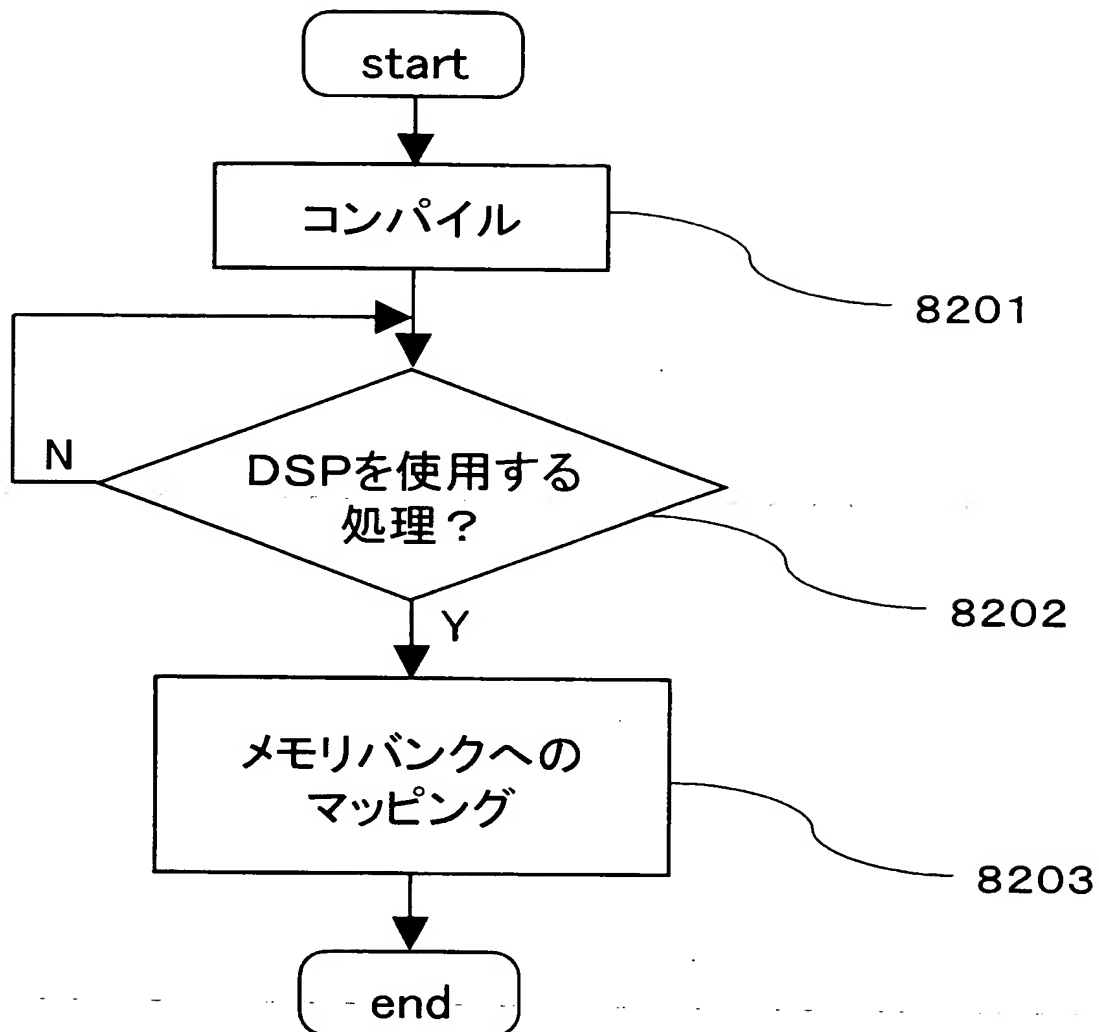 start
コンパイル
8201
N
DSPを使用する
処理？
8202
Y
メモリバンクへの
マッピング
8203
end